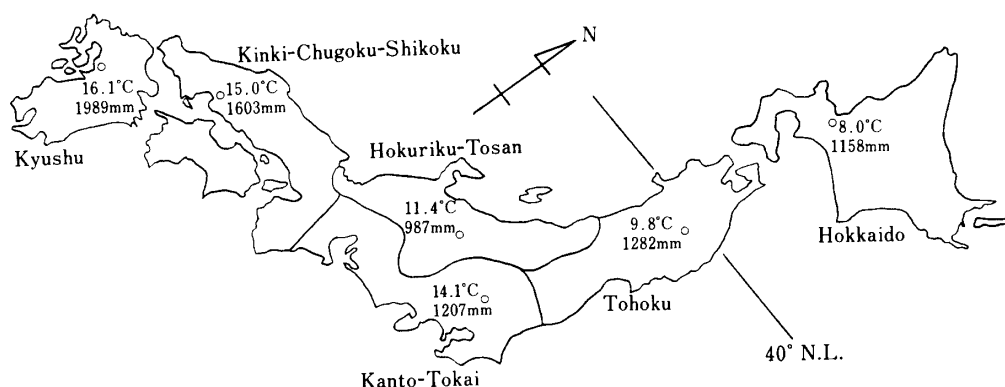 N
Kinki-Chugoku-Shikoku
16.1°C
1989mm
Kyushu
15.0°C
1603mm
Hokuriku-Tosan
11.4°C
987mm
9.8°C
1282mm
8.0°C
1158mm
Hokkaido
Tohoku
14.1°C
1207mm
Kanto-Tokai
40° N.L.